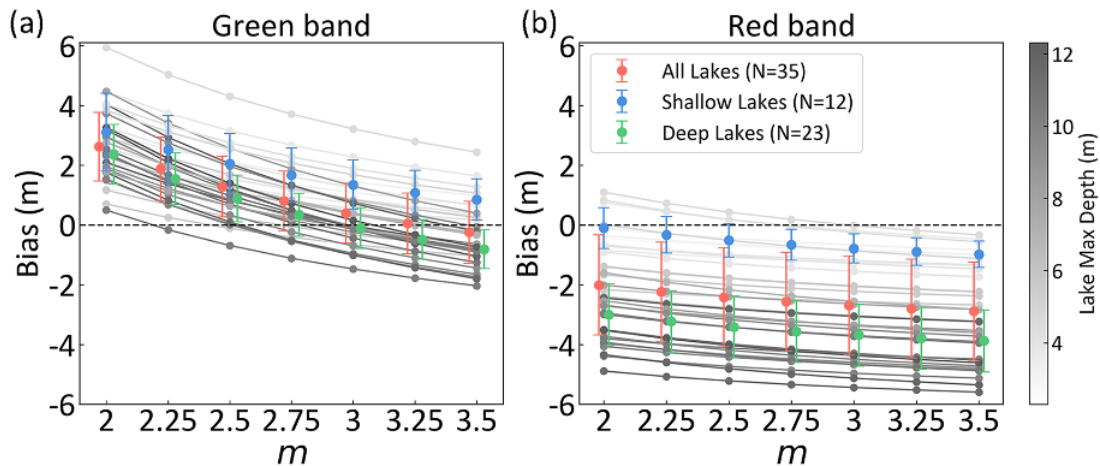 (a) Green band
6
4
2
0
-2
-4
-6
Bias (m)
2 2.25 2.5 2.75 3 3.25 3.5
m
(b) Red band
6
4
2
0
-2
-4
-6
Bias (m)
All Lakes (N=35)
Shallow Lakes (N=12)
Deep Lakes (N=23)
2 2.25 2.5 2.75 3 3.25 3.5
m
12
10
8
6
4
Lake Max Depth (m)